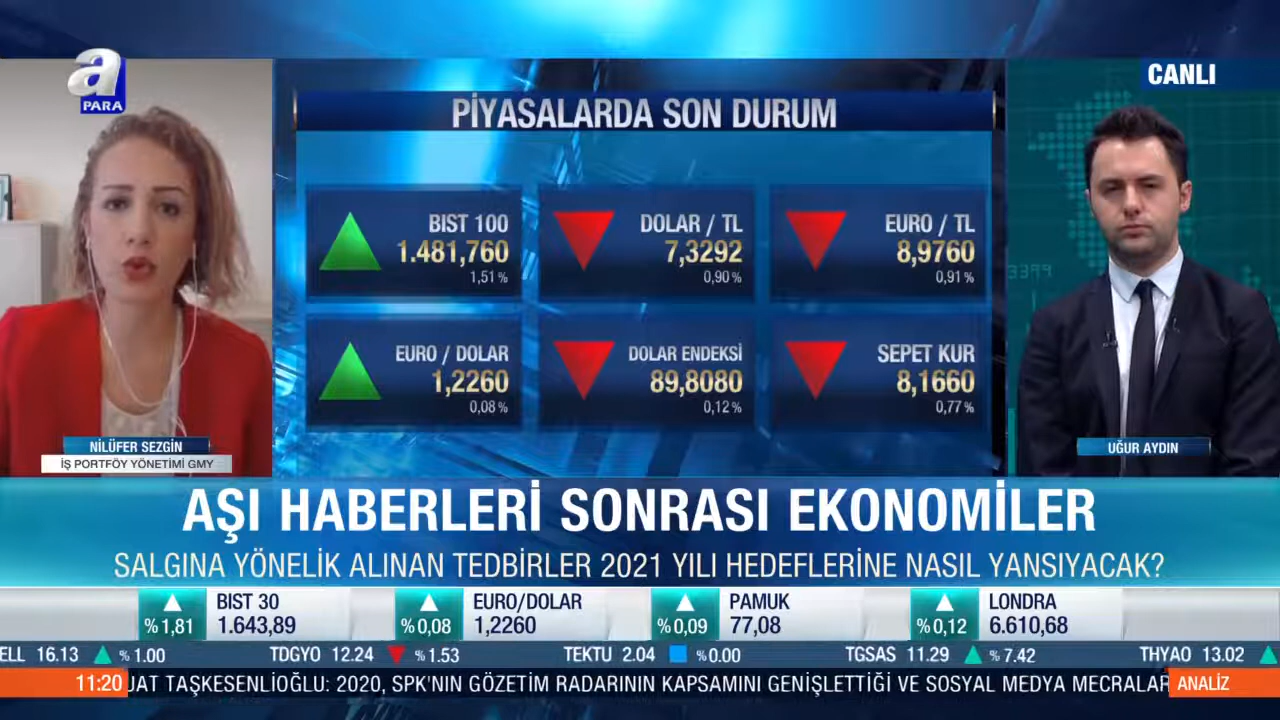 a
PARA
CANLI
PİYASALARDA SON DURUM
BIST 100
1.481,760
1,51 %
DOLAR / TL
7,3292
0,90 %
EURO / TL
8,9760
0,91 %
EURO / DOLAR
1,2260
0,08 %
DOLAR ENDEKSİ
89,8080
0,12 %
SEPET KUR
8,1660
0,77 %
NİLÜFER SEZGİN
İŞ PORTFÖY YÖNETİMİ GMY
UĞUR AYDIN
AŞI HABERLERİ SONRASI EKONOMİLER
SALGINA YÖNELİK ALINAN TEDBİRLER 2021 YILI HEDEFLERİNE NASIL YANSIYACAK?
% 1,81 BIST 30 1.643,89
% 0,08 EURO/DOLAR 1,2260
% 0,09 PAMUK 77,08
% 0,12 LONDRA 6.610,68
ELL 16.13 % 1.00 TDGYO 12.24 % 1.53 TEKTU 2.04 % 0.00 TGSAS 11.29 % 7.42 THYAO 13.02
11:20 UAT TAŞKESENLİOĞLU: 2020, SPK'NIN GÖZETİM RADARININ KAPSAMINI GENİŞLETTİĞİ VE SOSYAL MEDYA MECRALAR ANALİZ